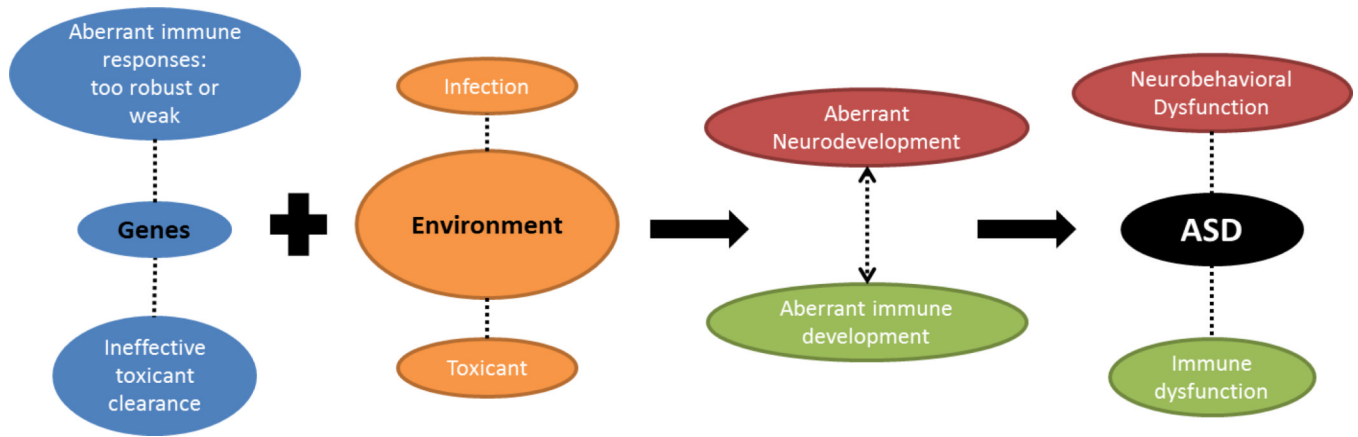 Aberrant immune
responses:
too robust or
weak
Genes
Ineffective
toxicant
clearance
Infection
Environment
Toxicant
Aberrant
Neurodevelopment
Aberrant immune
development
Neurobehavioral
Dysfunction
ASD
Immune
dysfunction